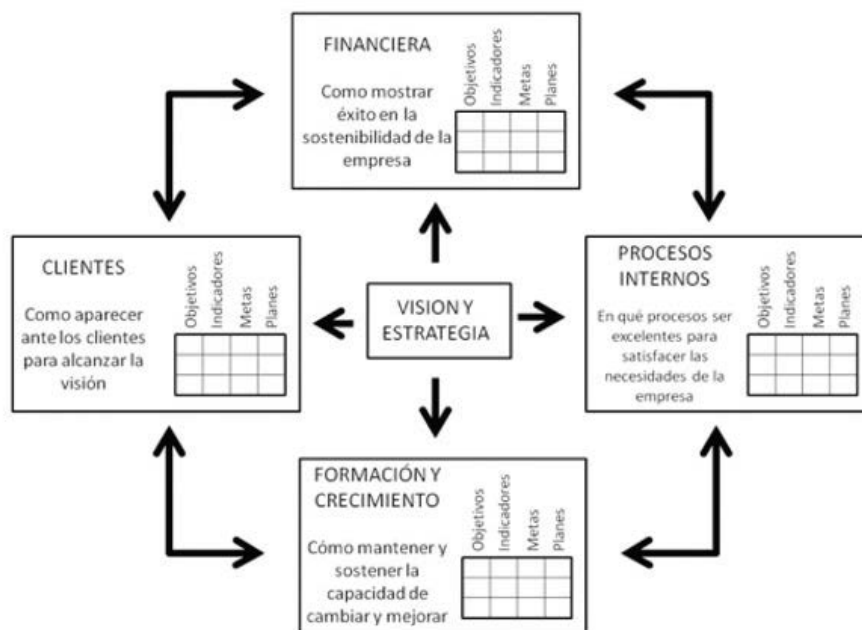 FINANCIERA
Como mostrar
éxito en la
sostenibilidad de la
empresa
Objetivos
Indicadores
Metas
Planes
CLIENTES
Como aparecer
ante los clientes
para alcanzar la
visión
Objetivos
Indicadores
Metas
Planes
VISION Y
ESTRATEGIA
PROCESOS
INTERNOS
En qué procesos ser
excelentes para
satisfacer las
necesidades de la
empresa
Objetivos
Indicadores
Metas
Planes
FORMACIÓN Y
CRECIMIENTO
Cómo mantener y
sostener la
capacidad de
cambiar y mejorar
Objetivos
Indicadores
Metas
Planes